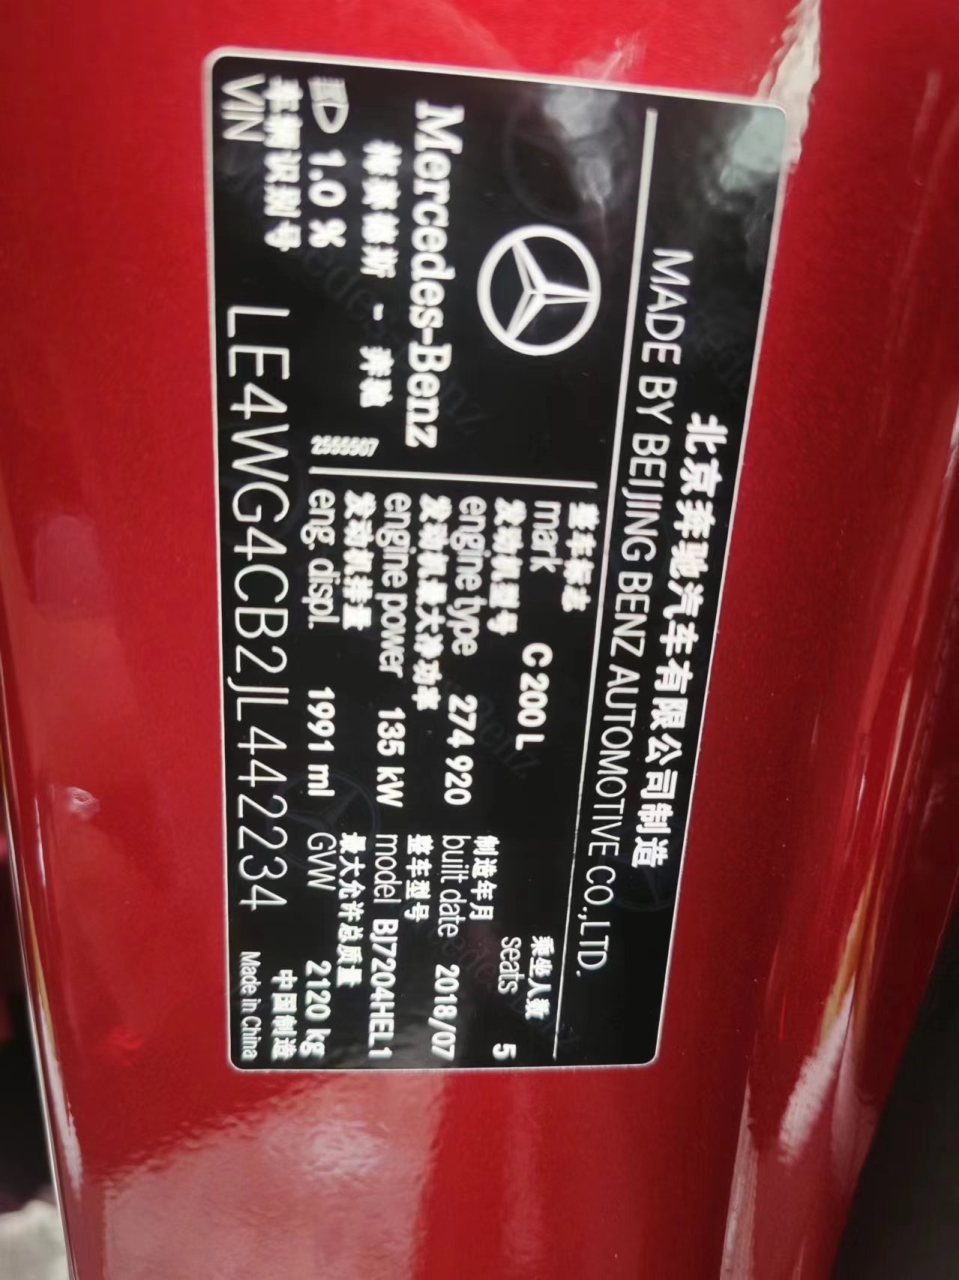 北京奔驰汽车有限公司制造
MADE BY BEIJING BENZ AUTOMOTIVE CO.,LTD.
Mercedes-Benz
梅赛德斯 - 奔驰
1.0 %
整车标志
mark C 200 L
乘坐人数
seats 5
发动机型号
engine type 274 920
制造年月
built date 2018/07
发动机最大净功率
engine power 135 kW
整车型号
model BJ7204HEL1
发动机排量
eng. displ. 1991 ml
最大允许总质量
GVW 2120 kg
车辆识别号
VIN LE4WG4CB2JL442234
中国制造
Made in China